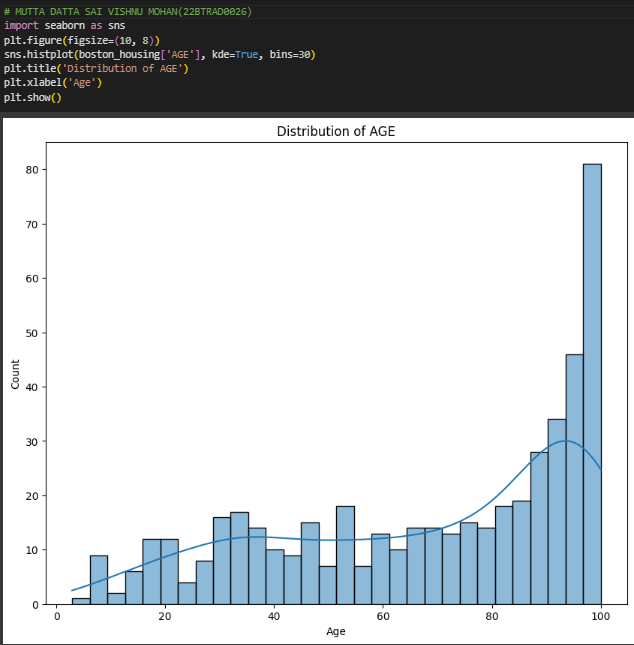 # MUTTA DATTA SAI VISHNU MOHAN(22BTRAD0026)
import seaborn as sns
plt.figure(figsize=(10, 8))
sns.histplot(boston_housing['AGE'], kde=True, bins=30)
plt.title('Distribution of AGE')
plt.xlabel('Age')
plt.show()
Distribution of AGE
80
70
60
50
40
30
20
10
0
Count
0 20 40 60 80 100
Age